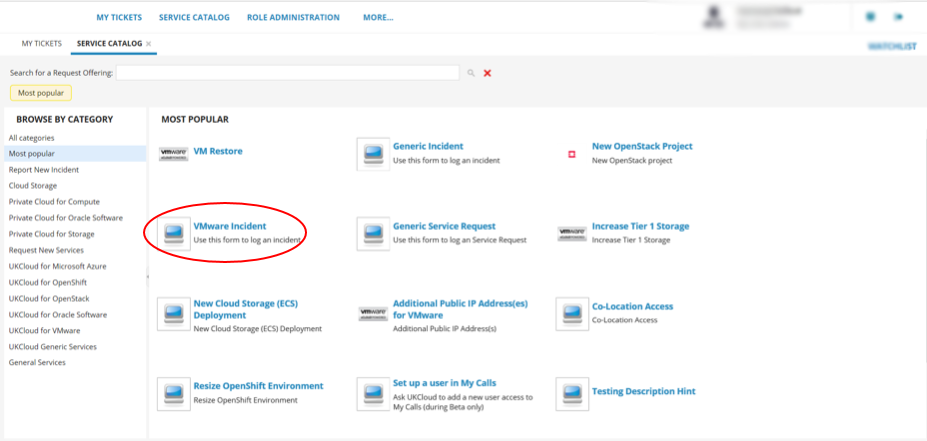 MY TICKETS SERVICE CATALOG ROLE ADMINISTRATION MORE...
MY TICKETS SERVICE CATALOG ×
WATCHLIST
Search for a Request Offering:
Most popular
BROWSE BY CATEGORY
All categories
Most popular
Report New Incident
Cloud Storage
Private Cloud for Compute
Private Cloud for Oracle Software
Private Cloud for Storage
Request New Services
UKCloud for Microsoft Azure
UKCloud for OpenShift
UKCloud for OpenStack
UKCloud for Oracle Software
UKCloud for VMware
UKCloud Generic Services
General Services
MOST POPULAR
vmware
VM Restore
Generic Incident
Use this form to log an incident
New OpenStack Project
New OpenStack project
VMware Incident
Use this form to log an incident
Generic Service Request
Use this form to log an Service Request
vmware
Increase Tier 1 Storage
Increase Tier 1 Storage
New Cloud Storage (ECS)
Deployment
New Cloud Storage (ECS) Deployment
vmware
Additional Public IP Address(es)
for VMware
Additional Public IP Address(s)
Co-Location Access
Co-Location Access
Resize OpenShift Environment
Resize OpenShift Environment
Set up a user in My Calls
Ask UKCloud to add a new user access to
My Calls (during Beta only)
Testing Description Hint